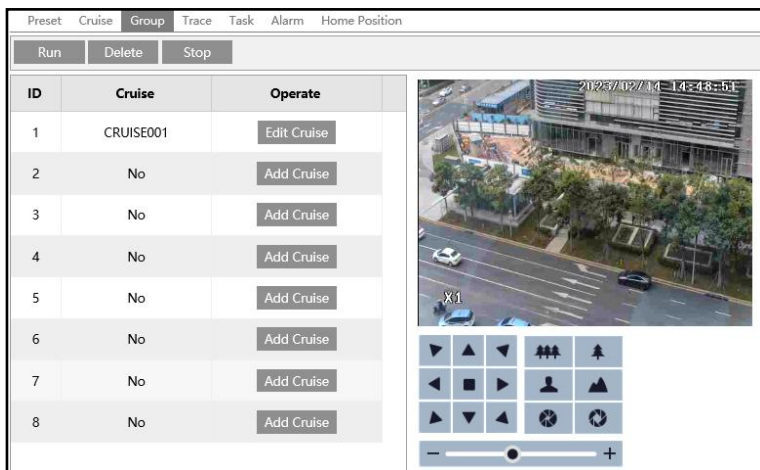 Preset Cruise Group Trace Task Alarm Home Position
Run Delete Stop
ID Cruise Operate
1 CRUISE001 Edit Cruise
2 No Add Cruise
3 No Add Cruise
4 No Add Cruise
5 No Add Cruise
6 No Add Cruise
7 No Add Cruise
8 No Add Cruise
2023/02/14 14:48:51
X1